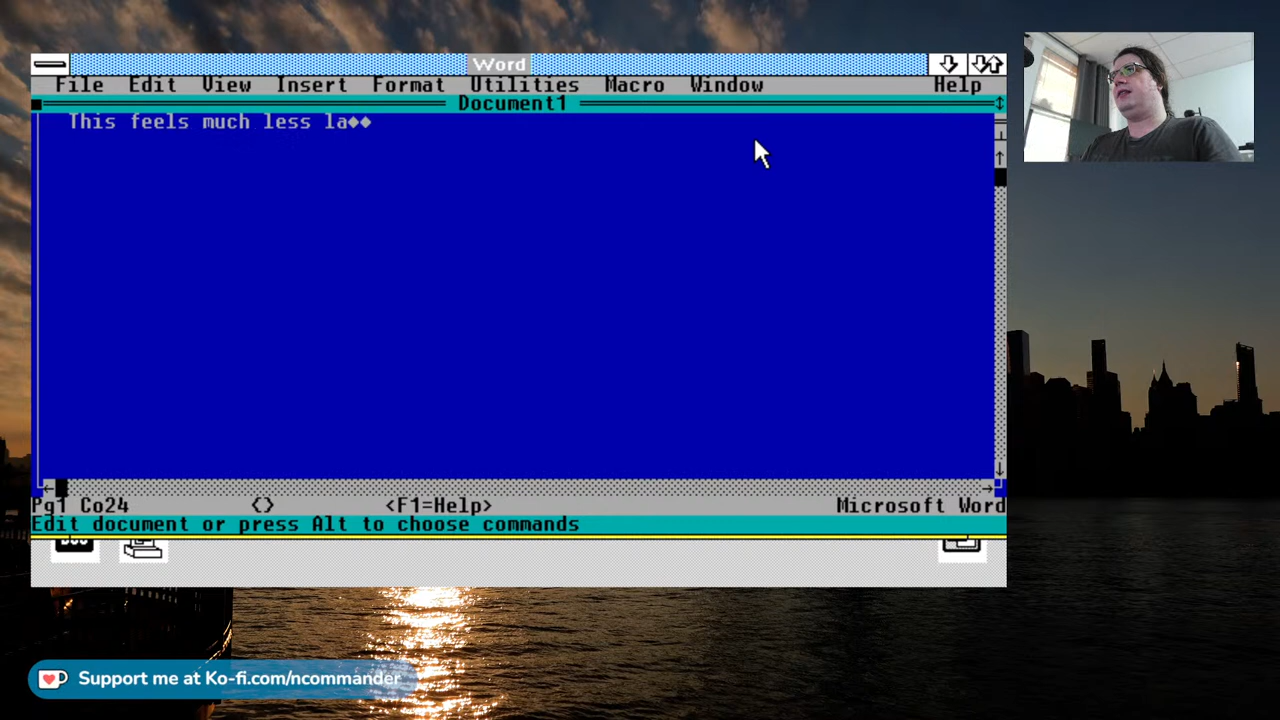 Word
File Edit View Insert Format Utilities Macro Window Help
Document1
This feels much less la♦♦
Pg1 Co24 {} <F1=Help> Microsoft Word
Edit document or press Alt to choose commands
Support me at Ko-fi.com/ncommander